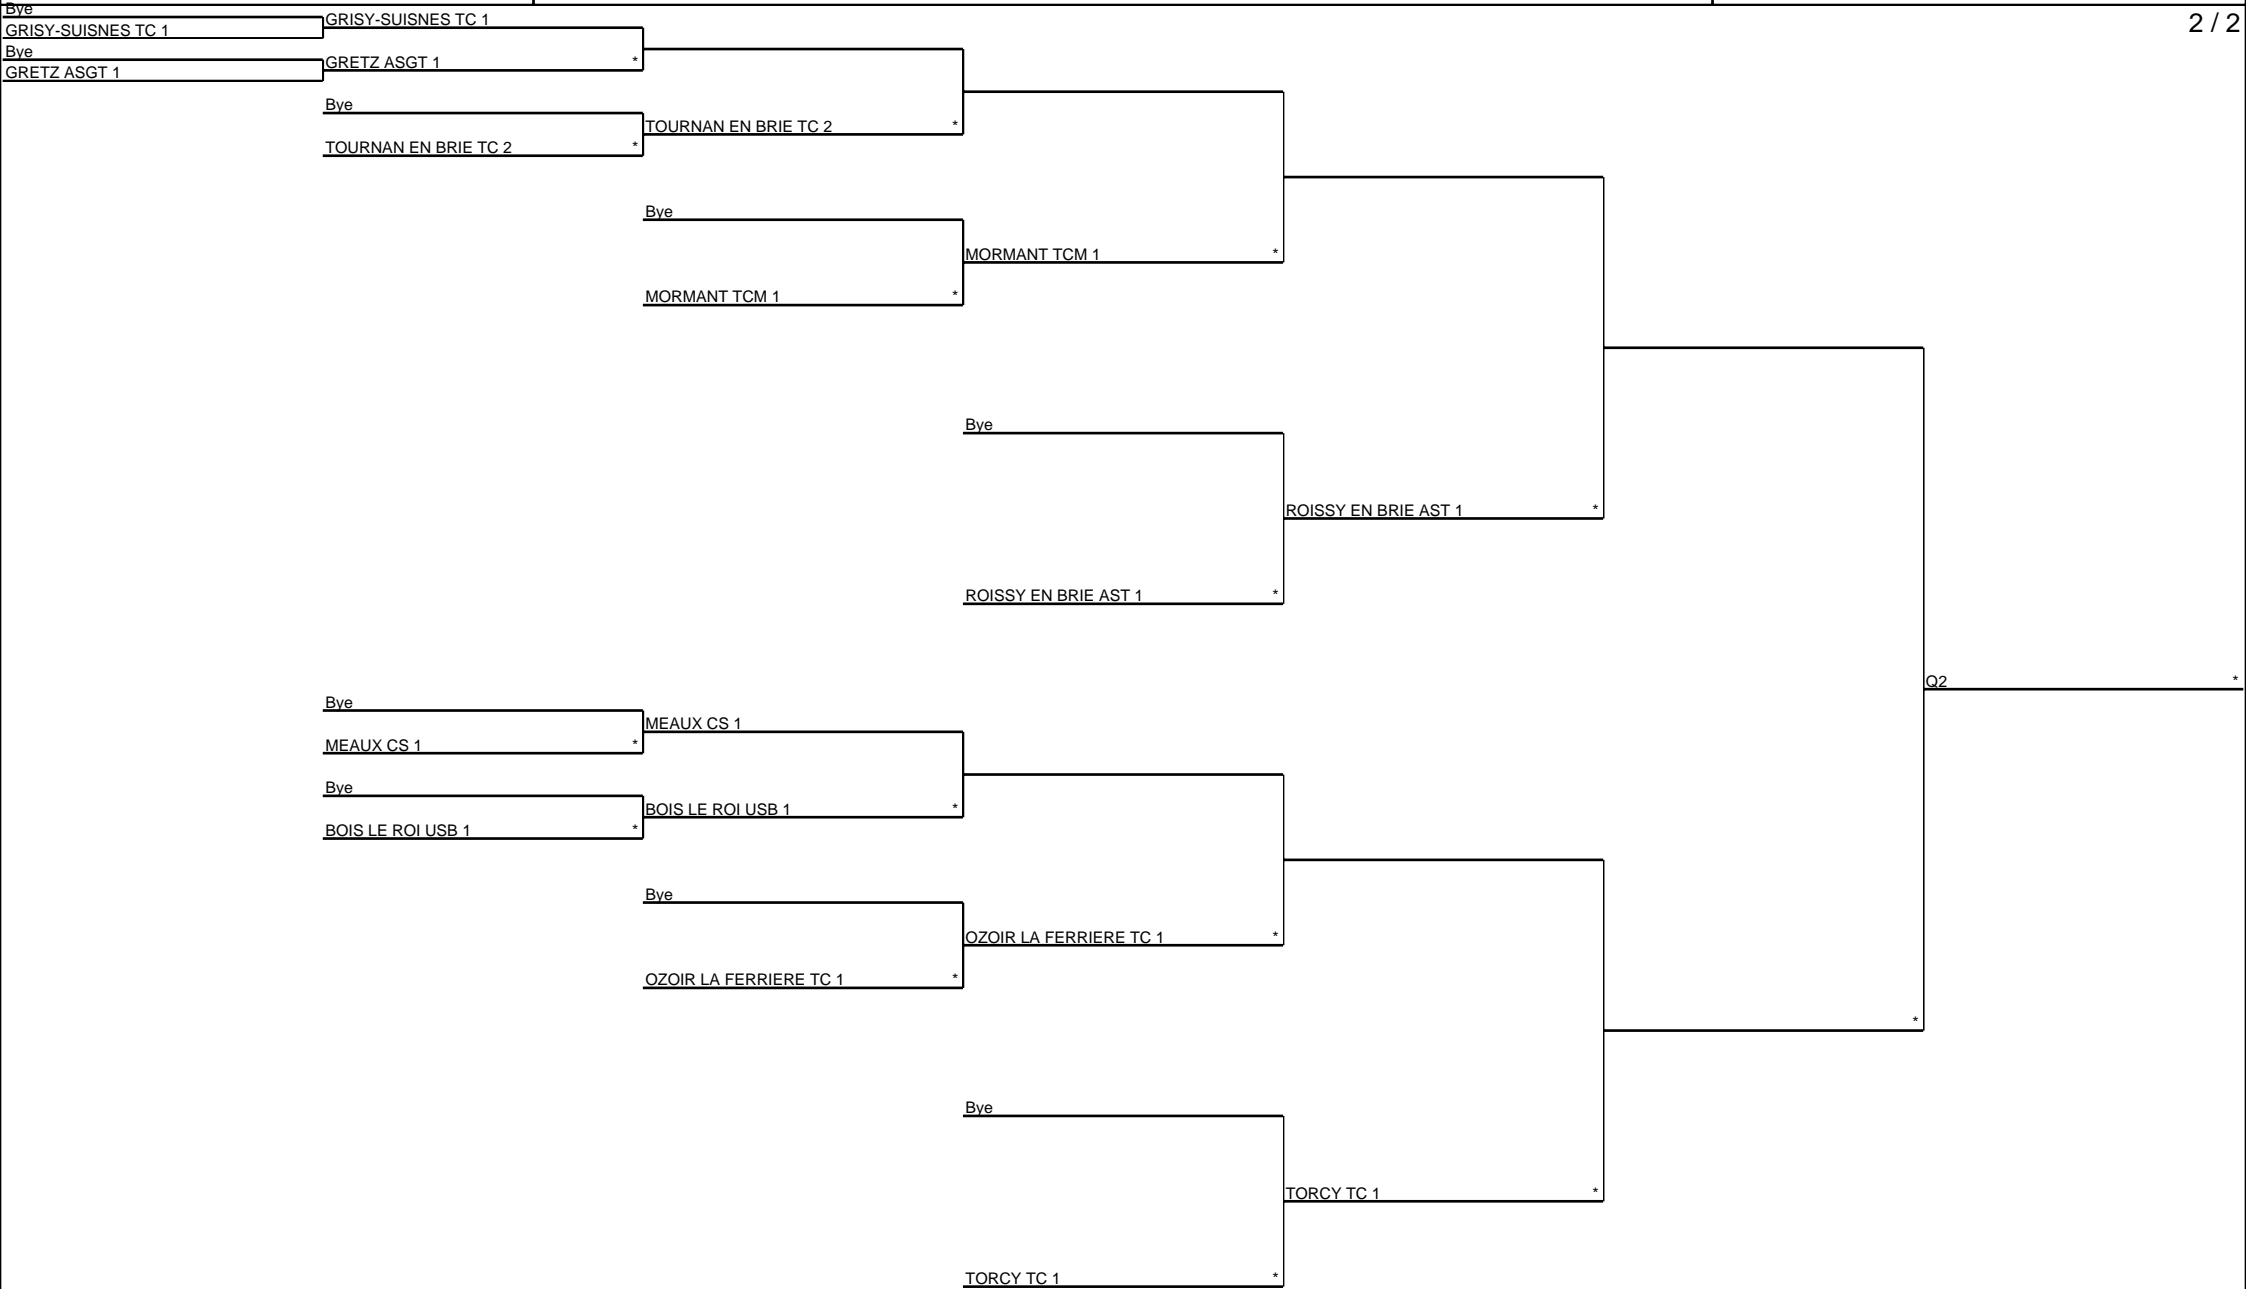 Bye
GRISY-SUISNES TC 1
GRISY-SUISNES TC 1
2 / 2
Bye
GRETZ ASGT 1
GRETZ ASGT 1 *
Bye
TOURNAN EN BRIE TC 2 *
TOURNAN EN BRIE TC 2 *
Bye
MORMANT TCM 1 *
MORMANT TCM 1 *
Bye
ROISSY EN BRIE AST 1 *
ROISSY EN BRIE AST 1 *
Q2 *
Bye
MEAUX CS 1
MEAUX CS 1 *
Bye
BOIS LE ROI USB 1 *
BOIS LE ROI USB 1 *
Bye
OZOIR LA FERRIERE TC 1 *
OZOIR LA FERRIERE TC 1 *
*
Bye
TORCY TC 1 *
TORCY TC 1 *